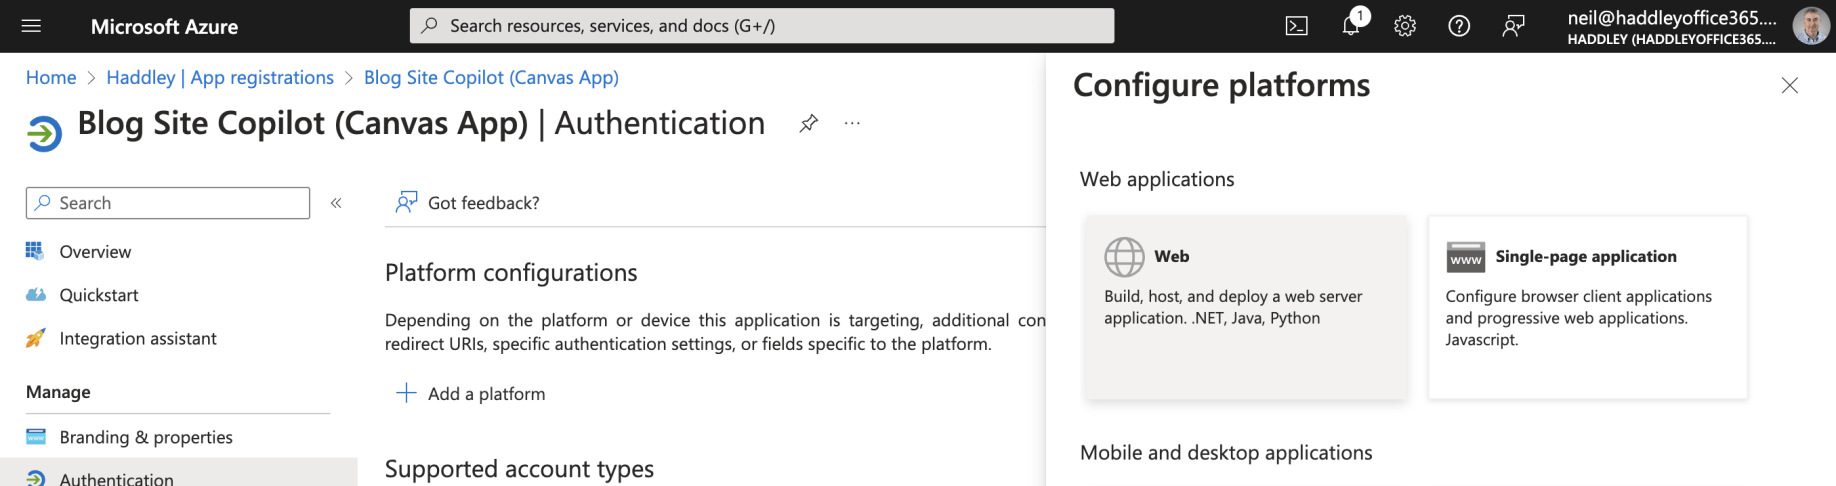 Microsoft Azure
Search resources, services, and docs (G+/)
1
neil@haddleyoffice365....
HADDLEY (HADDLEYOFFICE365....
Home > Haddley | App registrations > Blog Site Copilot (Canvas App)
Blog Site Copilot (Canvas App) | Authentication
...
Search
«
Overview
Quickstart
Integration assistant
Manage
Branding & properties
Authentication
Got feedback?
Platform configurations
Depending on the platform or device this application is targeting, additional con
redirect URIs, specific authentication settings, or fields specific to the platform.
Add a platform
Supported account types
Configure platforms
Web applications
Web
Build, host, and deploy a web server
application. .NET, Java, Python
www
Single-page application
Configure browser client applications
and progressive web applications.
Javascript.
Mobile and desktop applications